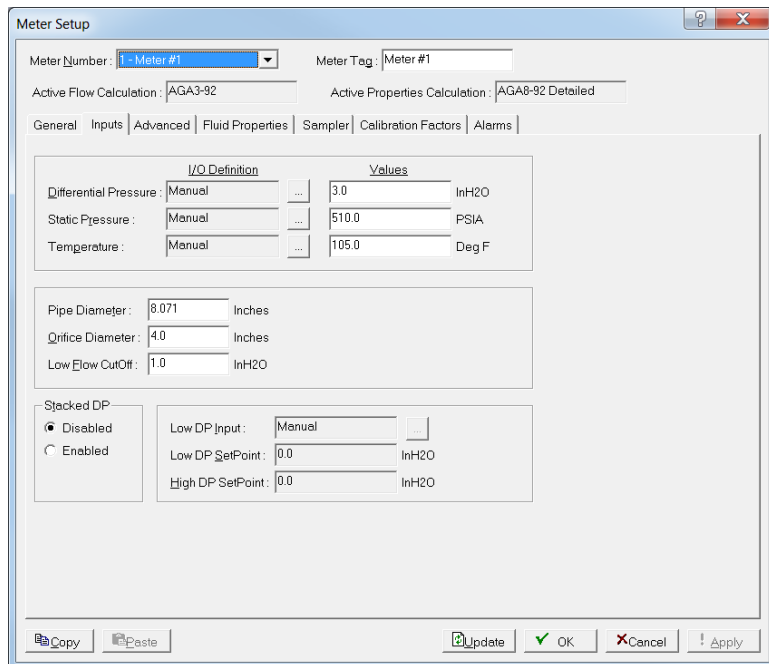 Meter Setup
Meter Number : 1 - Meter #1 Meter Tag : Meter #1
Active Flow Calculation : AGA3-92 Active Properties Calculation : AGA8-92 Detailed
General Inputs Advanced Fluid Properties Sampler Calibration Factors Alarms
I/O Definition Values
Differential Pressure : Manual ... 3.0 InH2O
Static Pressure : Manual ... 510.0 PSIA
Temperature : Manual ... 105.0 Deg F
Pipe Diameter : 8.071 Inches
Orifice Diameter : 4.0 Inches
Low Flow CutOff : 1.0 InH2O
Stacked DP
Disabled
Enabled
Low DP Input : Manual ...
Low DP SetPoint : 0.0 InH2O
High DP SetPoint : 0.0 InH2O
Copy Paste Update OK Cancel ! Apply